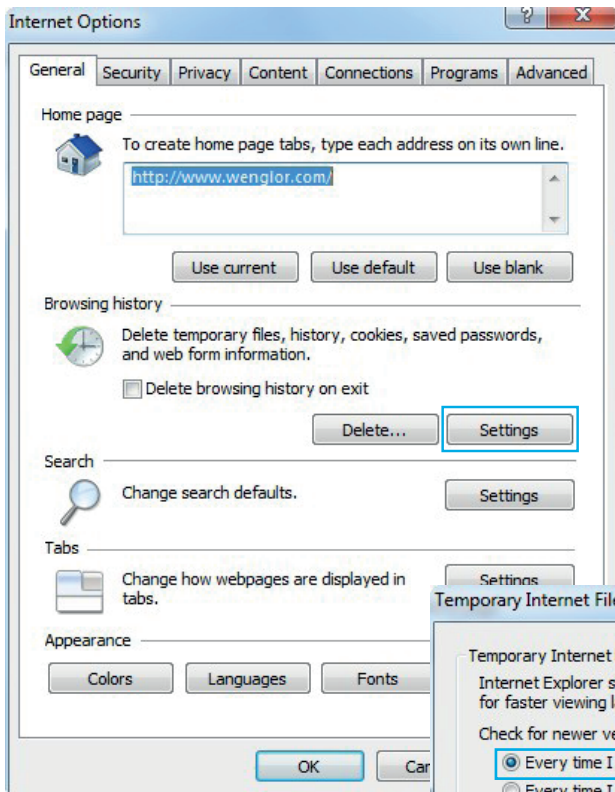 Internet Options
?
General Security Privacy Content Connections Programs Advanced
Home page
To create home page tabs, type each address on its own line.
http://www.wenglor.com/
Use current Use default Use blank
Browsing history
Delete temporary files, history, cookies, saved passwords,
and web form information.
Delete browsing history on exit
Delete... Settings
Search
Change search defaults.
Settings
Tabs
Change how webpages are displayed in
tabs.
Settings
Appearance
Colors Languages Fonts
OK Can
Temporary Internet File
Temporary Internet
Internet Explorer s
for faster viewing l
Check for newer ve
Every time I
Every time I